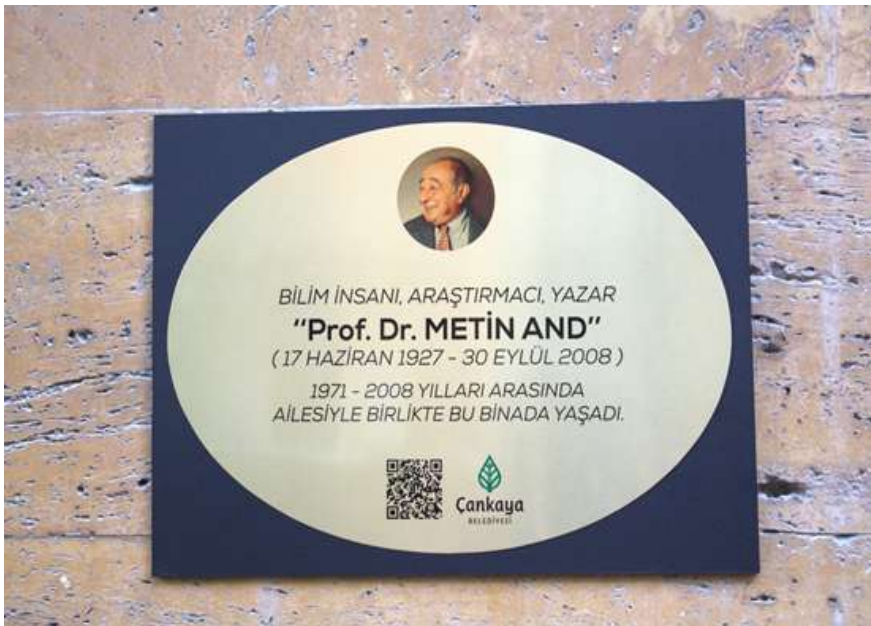 BİLİM İNSANI, ARAŞTIRMACI, YAZAR
"Prof. Dr. METİN AND"
( 17 HAZİRAN 1927 - 30 EYLÜL 2008 )
1971 - 2008 YILLARI ARASINDA
AİLESİYLE BİRLİKTE BU BİNADA YAŞADI.
Çankaya
BELEDİYESİ